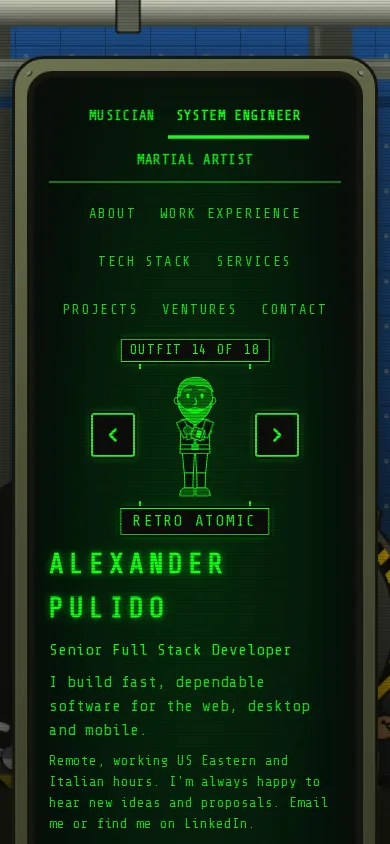 MUSICIAN SYSTEM ENGINEER
MARTIAL ARTIST
ABOUT WORK EXPERIENCE
TECH STACK SERVICES
PROJECTS VENTURES CONTACT
OUTFIT 14 OF 18
RETRO ATOMIC
ALEXANDER
PULIDO
Senior Full Stack Developer
I build fast, dependable
software for the web, desktop
and mobile.
Remote, working US Eastern and
Italian hours. I'm always happy to
hear new ideas and proposals. Email
me or find me on LinkedIn.